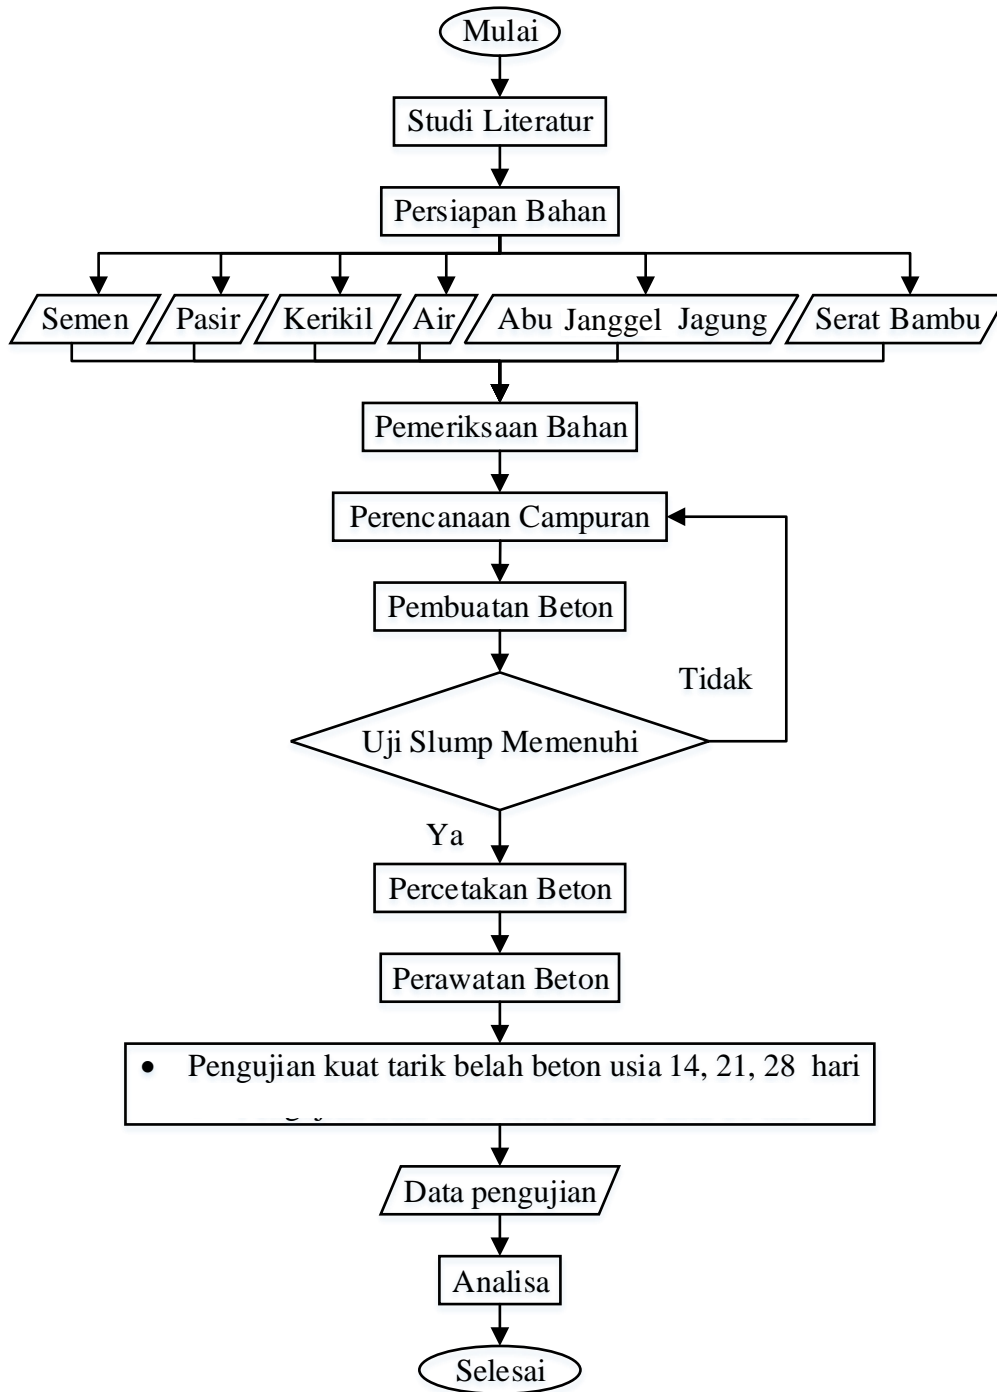 Mulai
Studi Literatur
Persiapan Bahan
Semen
Pasir
Kerikil
Air
Abu Janggel Jagung
Serat Bambu
Pemeriksaan Bahan
Perencanaan Campuran
Pembuatan Beton
Tidak
Uji Slump Memenuhi
Ya
Percetakan Beton
Perawatan Beton
• Pengujian kuat tarik belah beton usia 14, 21, 28 hari
Data pengujian
Analisa
Selesai